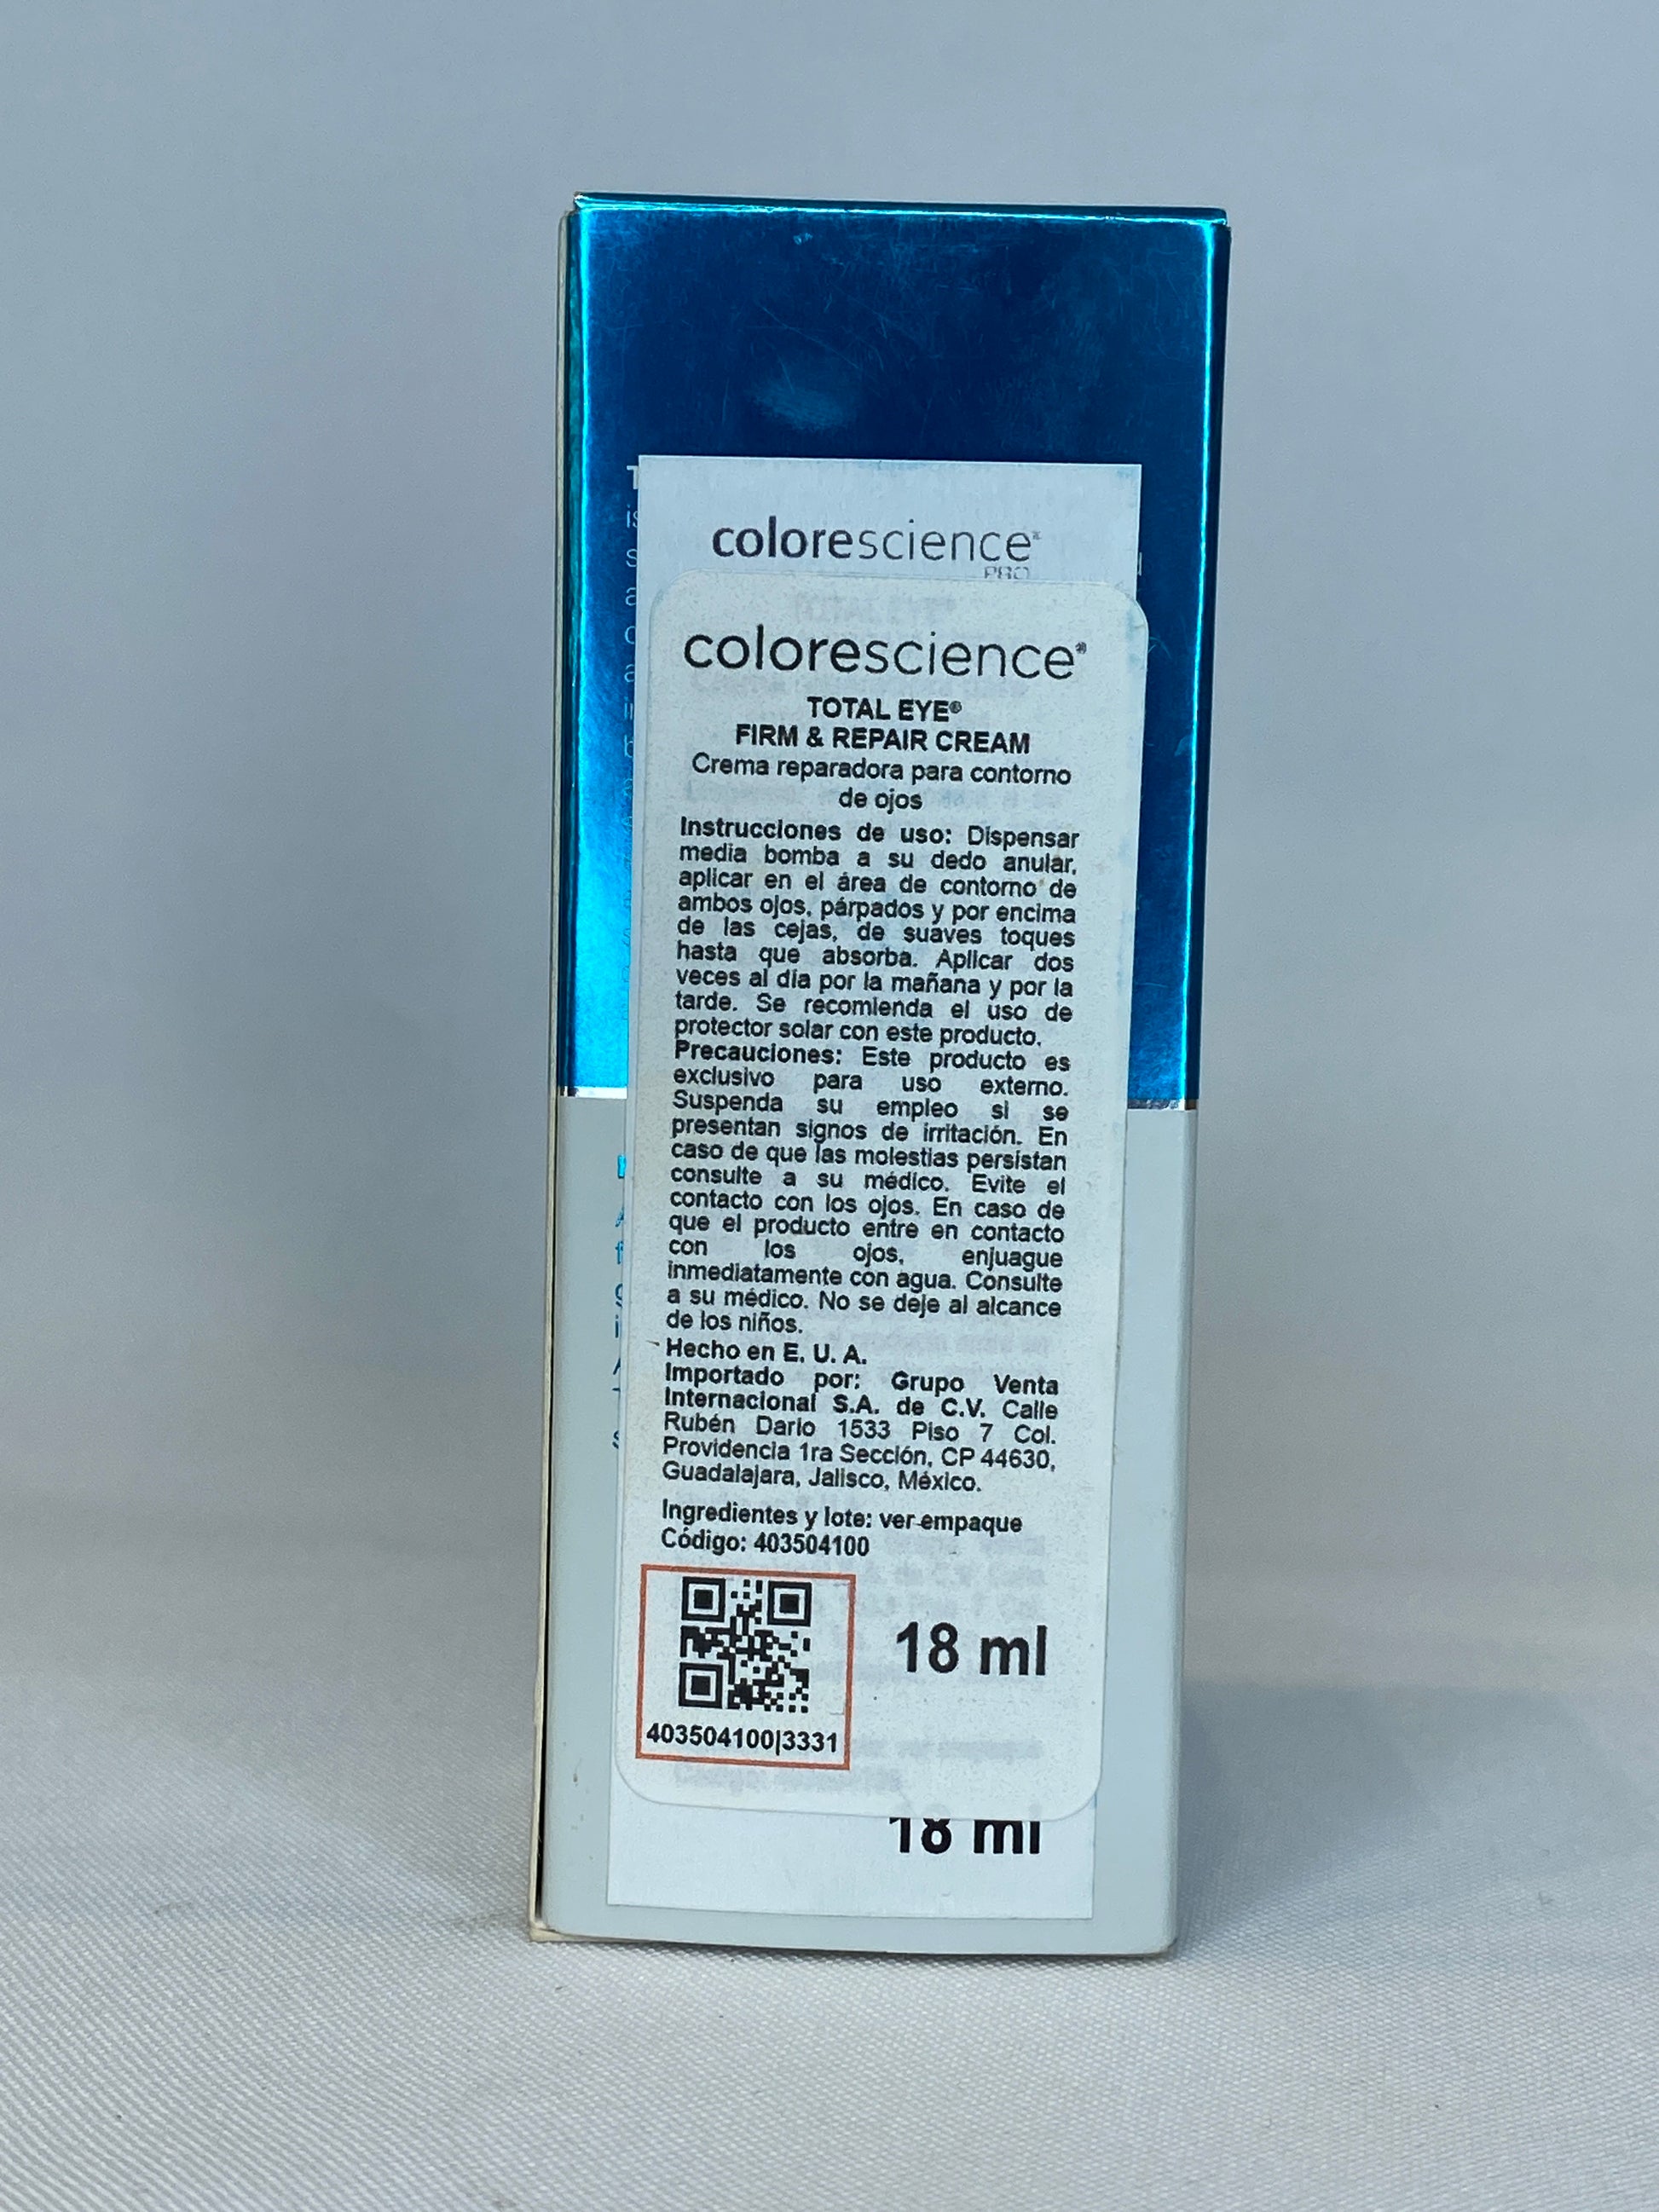 colorescience®
PRO
colorescience®
TOTAL EYE®
FIRM & REPAIR CREAM
Crema reparadora para contorno
de ojos
Instrucciones de uso: Dispensar
media bomba a su dedo anular,
aplicar en el área de contorno de
ambos ojos, párpados y por encima
de las cejas, de suaves toques
hasta que absorba. Aplicar dos
veces al día por la mañana y por la
tarde. Se recomienda el uso de
protector solar con este producto.
Precauciones: Este producto es
exclusivo para uso externo.
Suspenda su empleo si se
presentan signos de irritación. En
caso de que las molestias persistan
consulte a su médico. Evite el
contacto con los ojos. En caso de
que el producto entre en contacto
con los ojos, enjuague
inmediatamente con agua. Consulte
a su médico. No se deje al alcance
de los niños.
Hecho en E. U. A.
Importado por: Grupo Venta
Internacional S.A. de C.V. Calle
Rubén Darío 1533 Piso 7 Col.
Providencia 1ra Sección, CP 44630,
Guadalajara, Jalisco, México.
Ingredientes y lote: ver empaque
Código: 403504100
18 ml
403504100|3331
18 ml